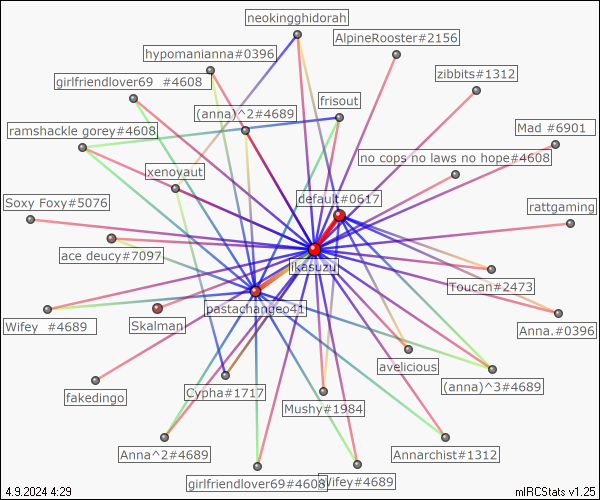 neokingghidorah
AlpineRooster#2156
hypomanianna#0396
zibbits#1312
girlfriendlover69 #4608
frisout
(anna)^2#4689
ramshackle gorey#4608
Mad #6901
no cops no laws no hope#4608
xenoyaut
default#0617
Soxy Foxy#5076
rattgaming
ace deucy#7097
likasuzu
Toucan#2473
pastachangeo41
Wifey #4689
Skalman
Anna.#0396
avelicious
fakedingo
Cypha#1717
(anna)^3#4689
Mushy#1984
Anna^2#4689
Annarchist#1312
girlfriendlover69#4608
Wifey#4689
4.9.2024 4:29
mIRCStats v1.25